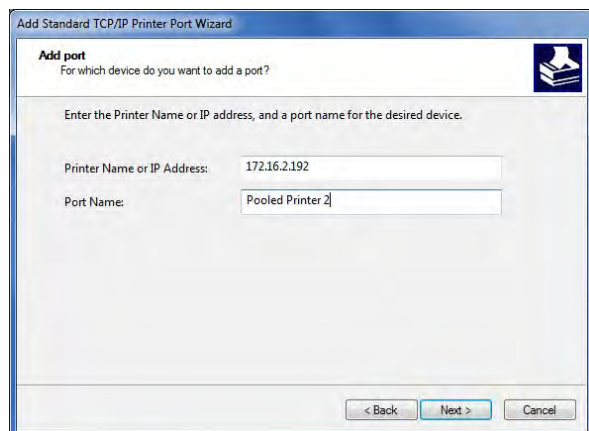 Add Standard TCP/IP Printer Port Wizard
Add port
For which device do you want to add a port?
Enter the Printer Name or IP address, and a port name for the desired device.
Printer Name or IP Address: 172.16.2.192
Port Name: Pooled Printer 2
< Back Next > Cancel